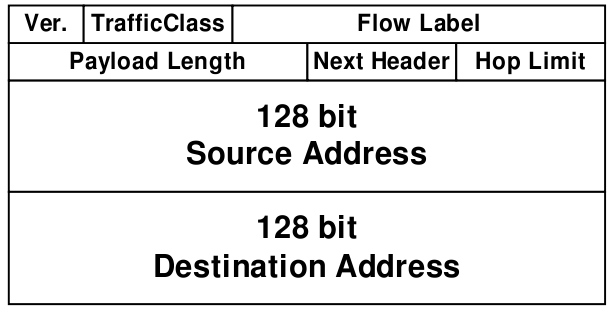 Ver. TrafficClass Flow Label
Payload Length Next Header Hop Limit
128 bit
Source Address
128 bit
Destination Address